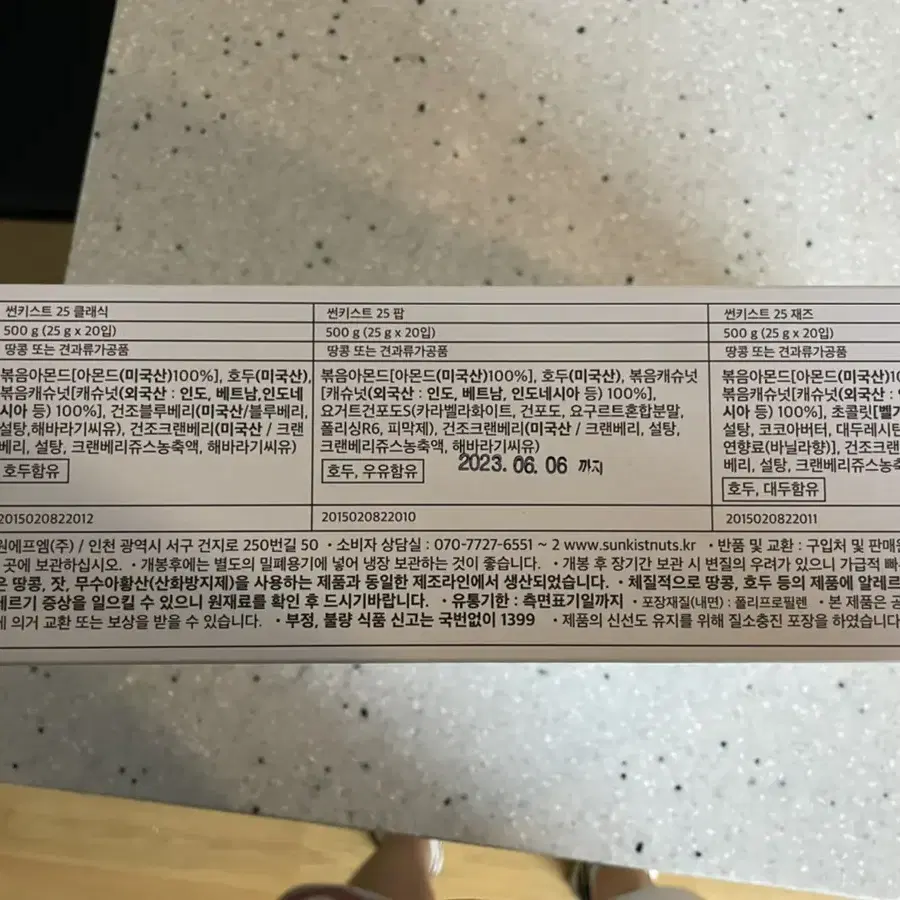 썬키스트 25 클래식
500 g (25 g x 20입)
땅콩 또는 견과류가공품
볶음아몬드[아몬드(미국산)100%], 호두(미국산),
볶음캐슈넛[캐슈넛(외국산 : 인도, 베트남,인도네
시아 등) 100%], 건조블루베리(미국산/블루베리,
설탕,해바라기씨유), 건조크랜베리(미국산 / 크랜
베리, 설탕, 크랜베리쥬스농축액, 해바라기씨유)
호두함유
2015020822012
썬키스트 25 팝
500 g (25 g x 20입)
땅콩 또는 견과류가공품
볶음아몬드[아몬드(미국산)100%], 호두(미국산), 볶음캐슈넛
[캐슈넛(외국산 : 인도, 베트남, 인도네시아 등) 100%],
요거트건포도S(카라벨라화이트, 건포도, 요구르트혼합분말,
폴리싱R6, 피막제), 건조크랜베리(미국산 / 크랜베리, 설탕,
크랜베리쥬스농축액, 해바라기씨유)
호두, 우유함유
2023. 06. 06 까지
2015020822010
썬키스트 25 재즈
500 g (25 g x 20입)
땅콩 또는 견과류가공품
볶음아몬드[아몬드(미국산)10
볶음캐슈넛[캐슈넛(외국산 :
시아 등) 100%], 초콜릿[벨기
설탕, 코코아버터, 대두레시틴
연향료(바닐라향)], 건조크랜
베리, 설탕, 크랜베리쥬스농축
호두, 대두함유
2015020822011
원에프엠(주) / 인천 광역시 서구 건지로 250번길 50 • 소비자 상담실 : 070-7727-6551 ~ 2 www.sunkistnuts.kr • 반품 및 교환 : 구입처 및 판매원
곳에 보관하십시오. • 개봉후에는 별도의 밀폐용기에 넣어 냉장 보관하는 것이 좋습니다. • 개봉 후 장기간 보관 시 변질의 우려가 있으니 가급적 빠
은 땅콩, 잣, 무수아황산(산화방지제)을 사용하는 제품과 동일한 제조라인에서 생산되었습니다. • 체질적으로 땅콩, 호두 등의 제품에 알레르
레르기 증상을 일으킬 수 있으니 원재료를 확인 후 드시기바랍니다. • 유통기한 : 측면표기일까지 • 포장재질(내면) : 폴리프로필렌 • 본 제품은 공
에 의거 교환 또는 보상을 받을 수 있습니다. • 부정, 불량 식품 신고는 국번없이 1399 • 제품의 신선도 유지를 위해 질소충진 포장을 하였습니다